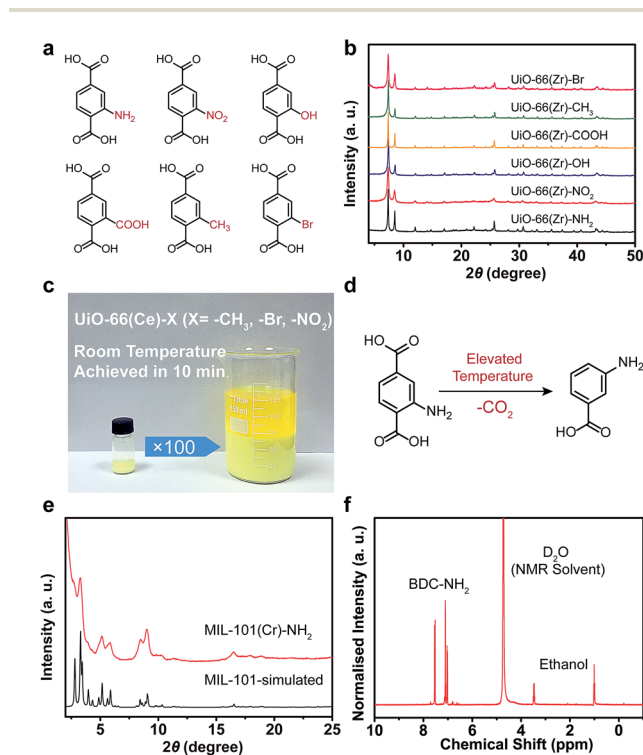 a
HO O
NH2
O OH
HO O
NO2
O OH
HO O
OH
O OH
HO O
COOH
O OH
HO O
CH3
O OH
HO O
Br
O OH
b
Intensity (a. u.)
UiO-66(Zr)-Br
UiO-66(Zr)-CH3
UiO-66(Zr)-COOH
UiO-66(Zr)-OH
UiO-66(Zr)-NO2
UiO-66(Zr)-NH2
10 20 30 40 50
2θ (degree)
c
UiO-66(Ce)-X (X= -CH3, -Br, -NO2)
Room Temperature
Achieved in 10 min.
×100
d
HO O
NH2
O OH
Elevated
Temperature
-CO2
NH2
HO O
e
Intensity (a. u.)
MIL-101(Cr)-NH2
MIL-101-simulated
5 10 15 20 25
2θ (degree)
f
Normalised Intensity (a. u.)
D2O
(NMR Solvent)
BDC-NH2
Ethanol
10 8 6 4 2 0
Chemical Shift (ppm)